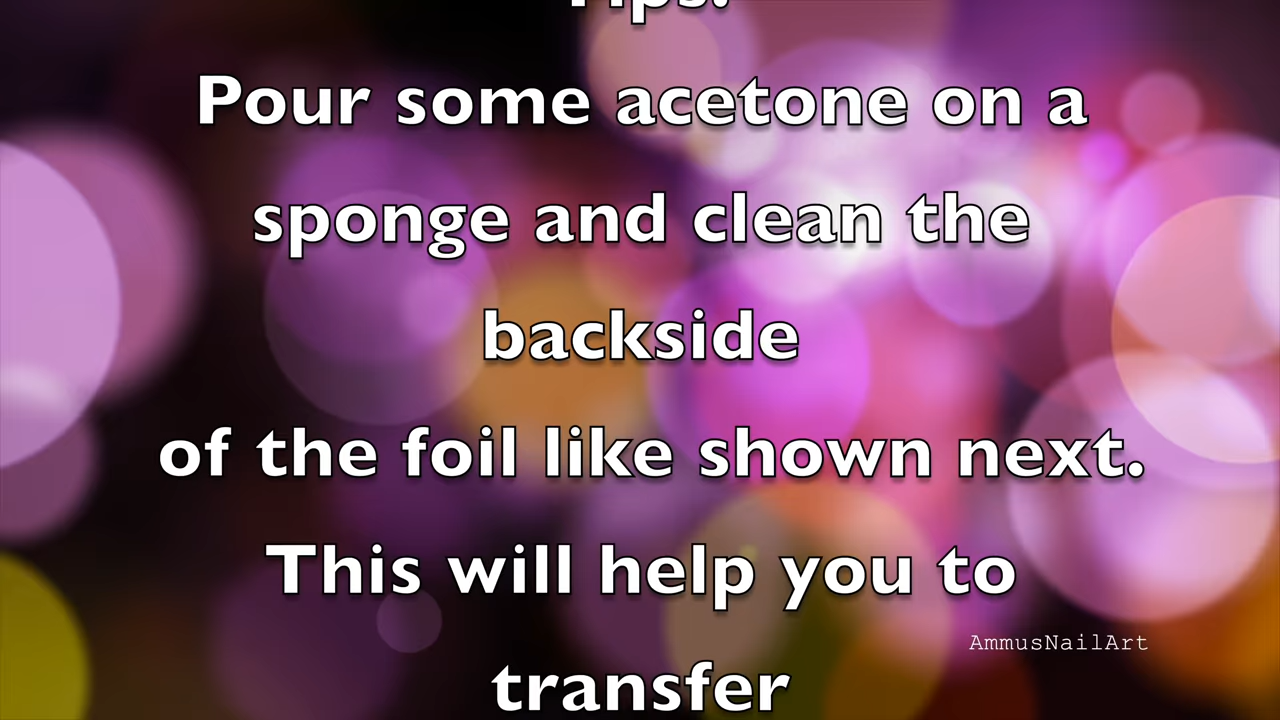 Tips:
Pour some acetone on a
sponge and clean the
backside
of the foil like shown next.
This will help you to
AmmusNailArt
transfer